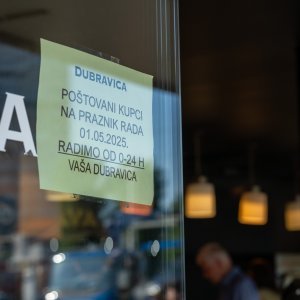 DUBRAVICA
POŠTOVANI KUPCI
NA PRAZNIK RADA
01.05.2025.
RADIMO OD 0-24 H
VAŠA DUBRAVICA
A